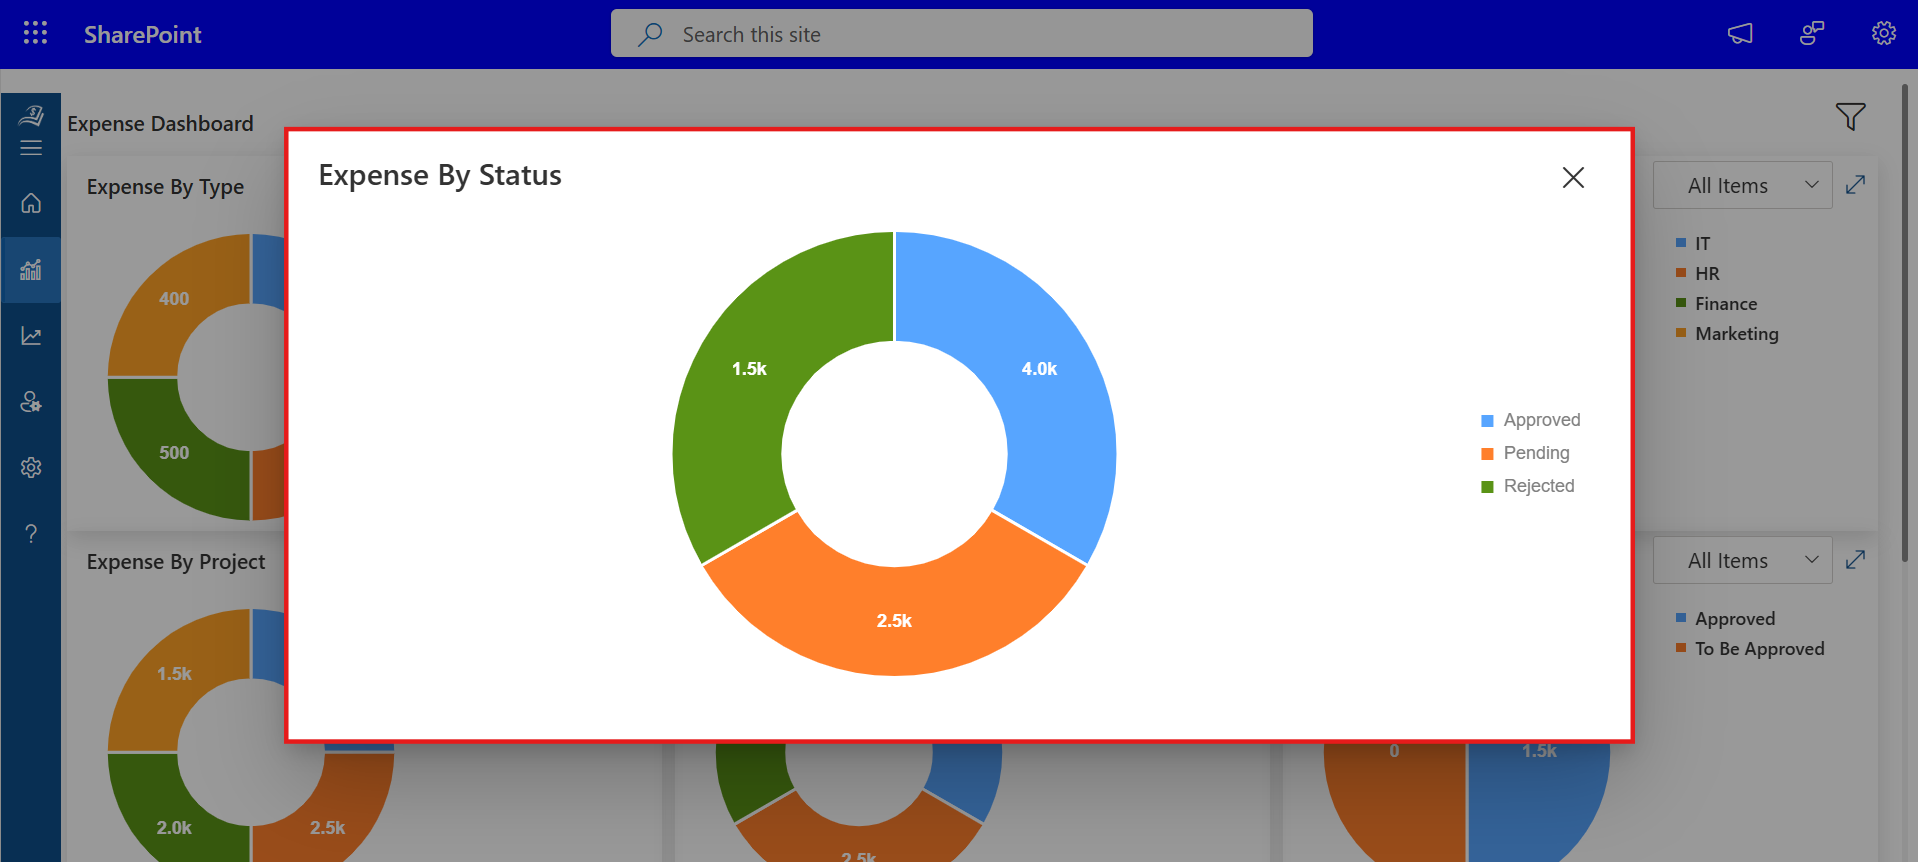 SharePoint
Search this site
Expense Dashboard
Expense By Type
400
500
Expense By Status
1.5k
4.0k
2.5k
Approved
Pending
Rejected
All Items
IT
HR
Finance
Marketing
Expense By Project
1.5k
2.0k
2.5k
2.5k
All Items
Approved
To Be Approved
0
1.5k